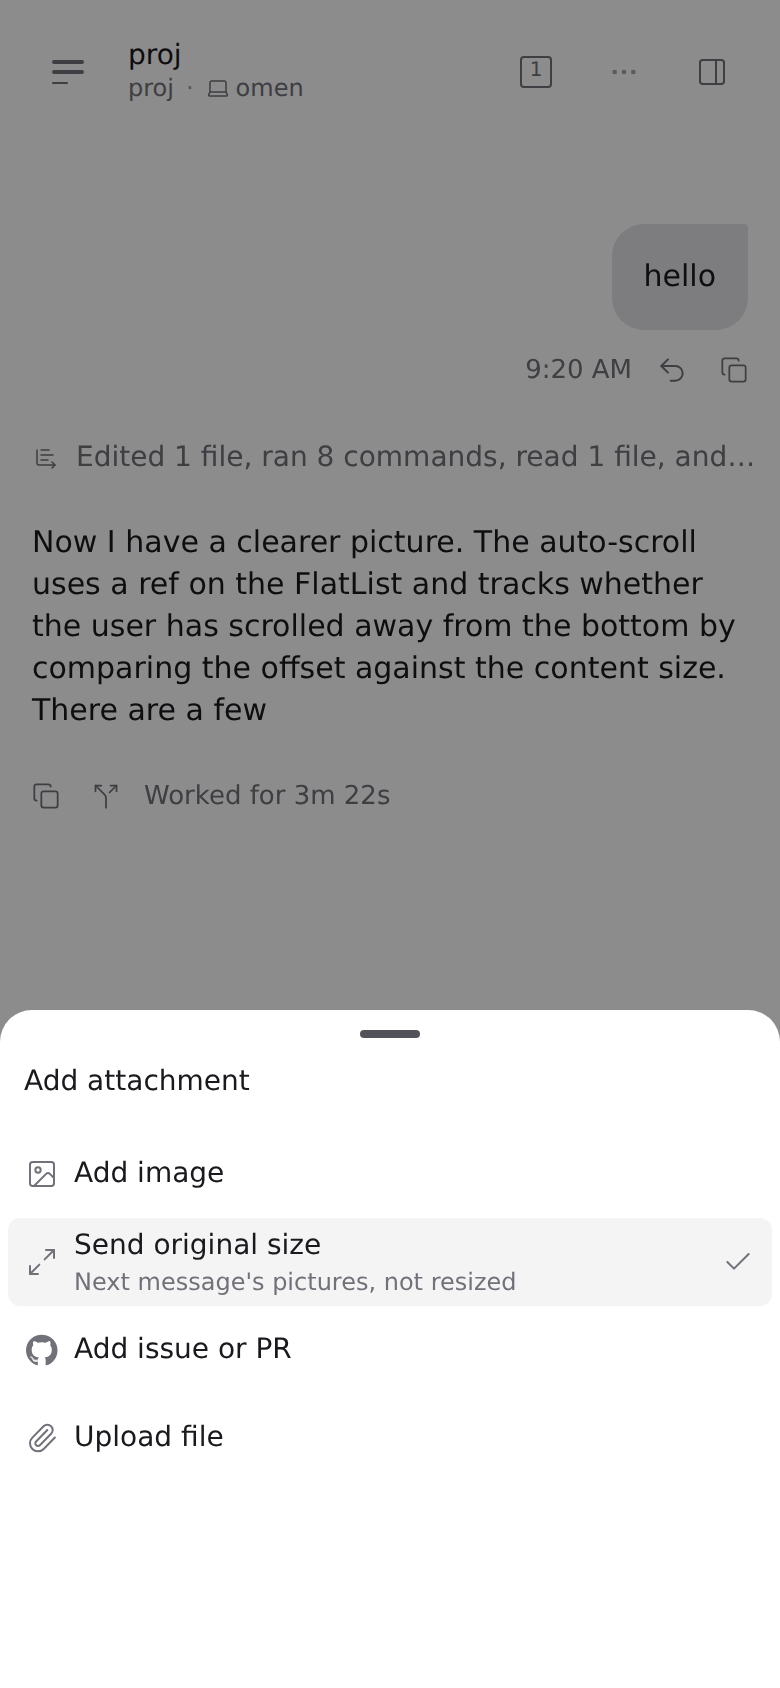 proj
proj · omen
1
hello
9:20 AM
Edited 1 file, ran 8 commands, read 1 file, and...
Now I have a clearer picture. The auto-scroll
uses a ref on the FlatList and tracks whether
the user has scrolled away from the bottom by
comparing the offset against the content size.
There are a few
Worked for 3m 22s
Add attachment
Add image
Send original size
Next message's pictures, not resized
Add issue or PR
Upload file